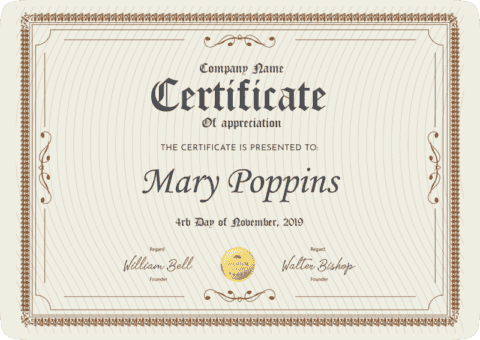 Company Name
Certificate
Of appreciation
THE CERTIFICATE IS PRESENTED TO:
Mary Poppins
4rb Day of November, 2019
Regard Regard
William Bell Walter Bishop
Founder Founder